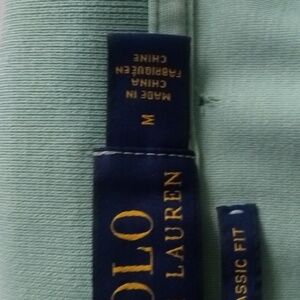 M
MADE IN
CHINA
FABRIQUÉ EN
CHINE
OLO
LAUREN
ASSIC FIT